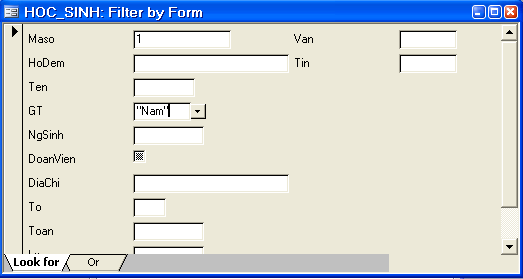 HOC_SINH: Filter by Form
Maso 1 Van
HoDem Tin
Ten
GT "Nam"
NgSinh
DoanVien
DiaChi
To
Toan
Look for Or